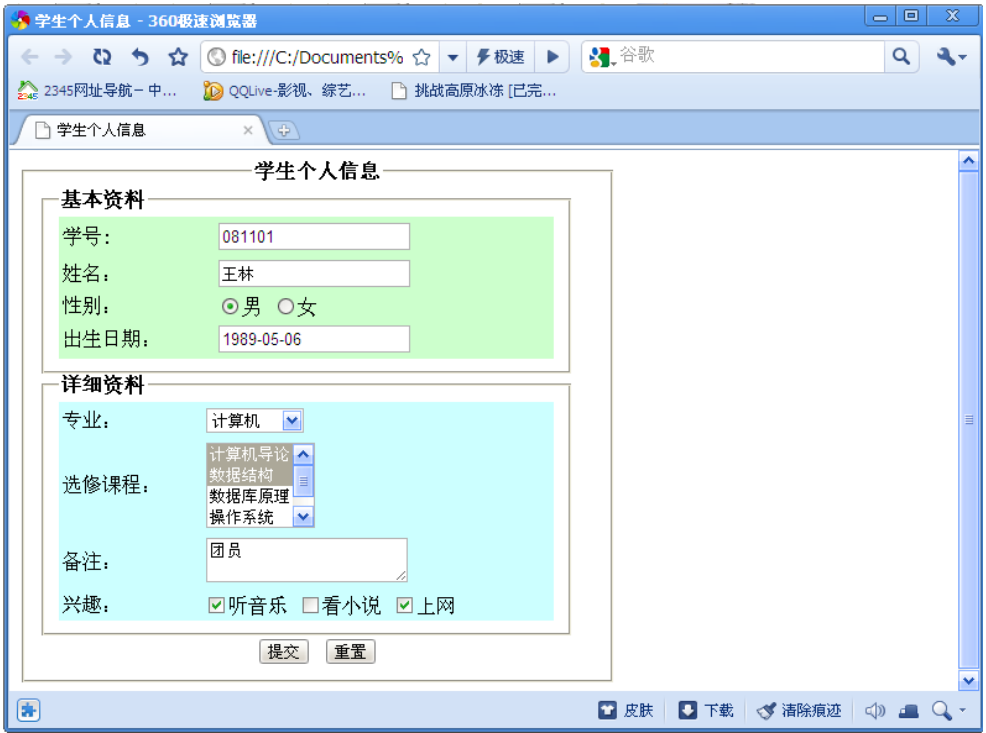 学生个人信息 - 360极速浏览器
file:///C:/Documents% 极速 谷歌
2345网址导航－中... QQLive-影视、综艺... 挑战高原冰冻 [已完...
学生个人信息
学生个人信息
基本资料
学号: 081101
姓名: 王林
性别: 男 女
出生日期: 1989-05-06
详细资料
专业: 计算机
选修课程: 计算机导论
数据结构
数据库原理
操作系统
备注: 团员
兴趣: 听音乐 看小说 上网
提交 重置
皮肤 下载 清除痕迹